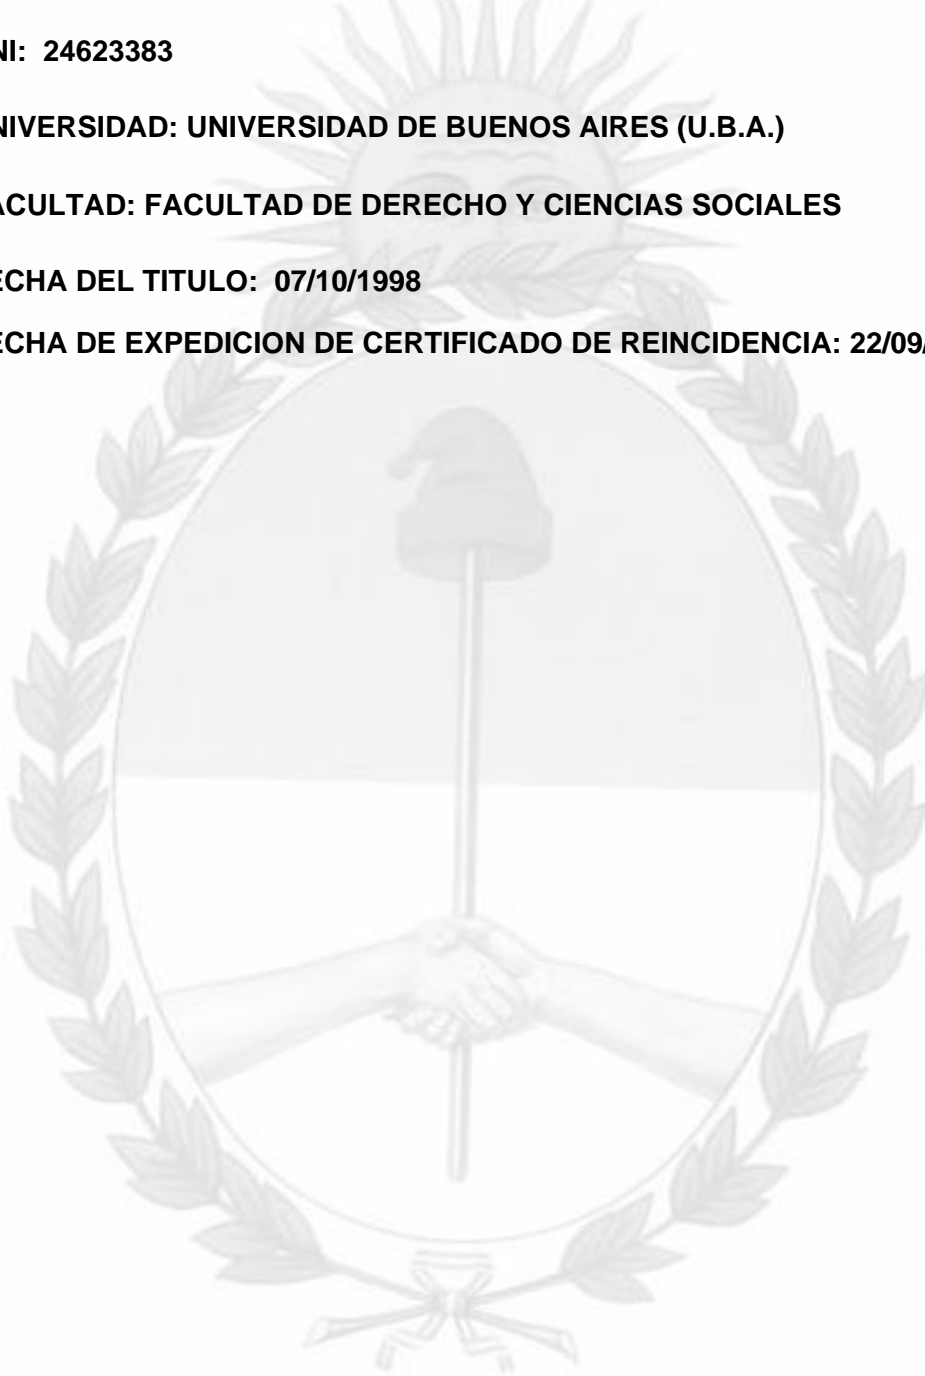 NI: 24623383
NIVERSIDAD: UNIVERSIDAD DE BUENOS AIRES (U.B.A.)
ACULTAD: FACULTAD DE DERECHO Y CIENCIAS SOCIALES
ECHA DEL TITULO: 07/10/1998
ECHA DE EXPEDICION DE CERTIFICADO DE REINCIDENCIA: 22/09/